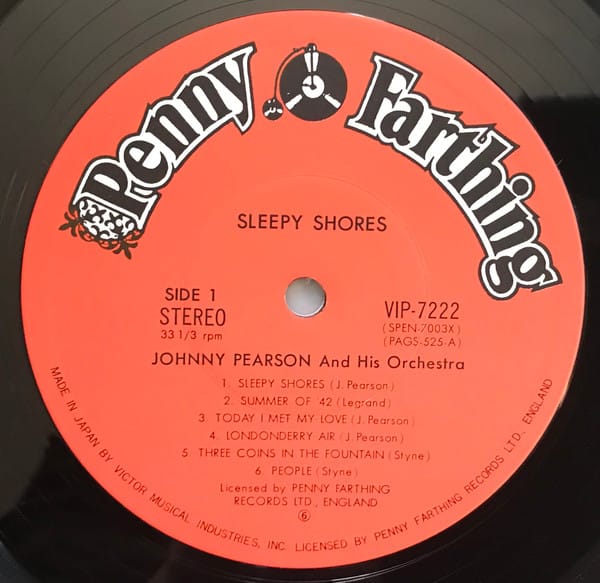 Penny Farthing
SLEEPY SHORES
SIDE 1
STEREO
33 1/3 rpm
VIP-7222
(SPEN-7003X)
(PAGS-525-A)
JOHNNY PEARSON And His Orchestra
1. SLEEPY SHORES (J. Pearson)
2. SUMMER OF '42 (Legrand)
3. TODAY I MET MY LOVE (J. Pearson)
4. LONDONDERRY AIR (J. Pearson)
5. THREE COINS IN THE FOUNTAIN (Styne)
6. PEOPLE (Styne)
Licensed by PENNY FARTHING
RECORDS LTD., ENGLAND
⑥
MADE IN JAPAN BY VICTOR MUSICAL INDUSTRIES, INC. LICENSED BY PENNY FARTHING RECORDS LTD. ENGLAND